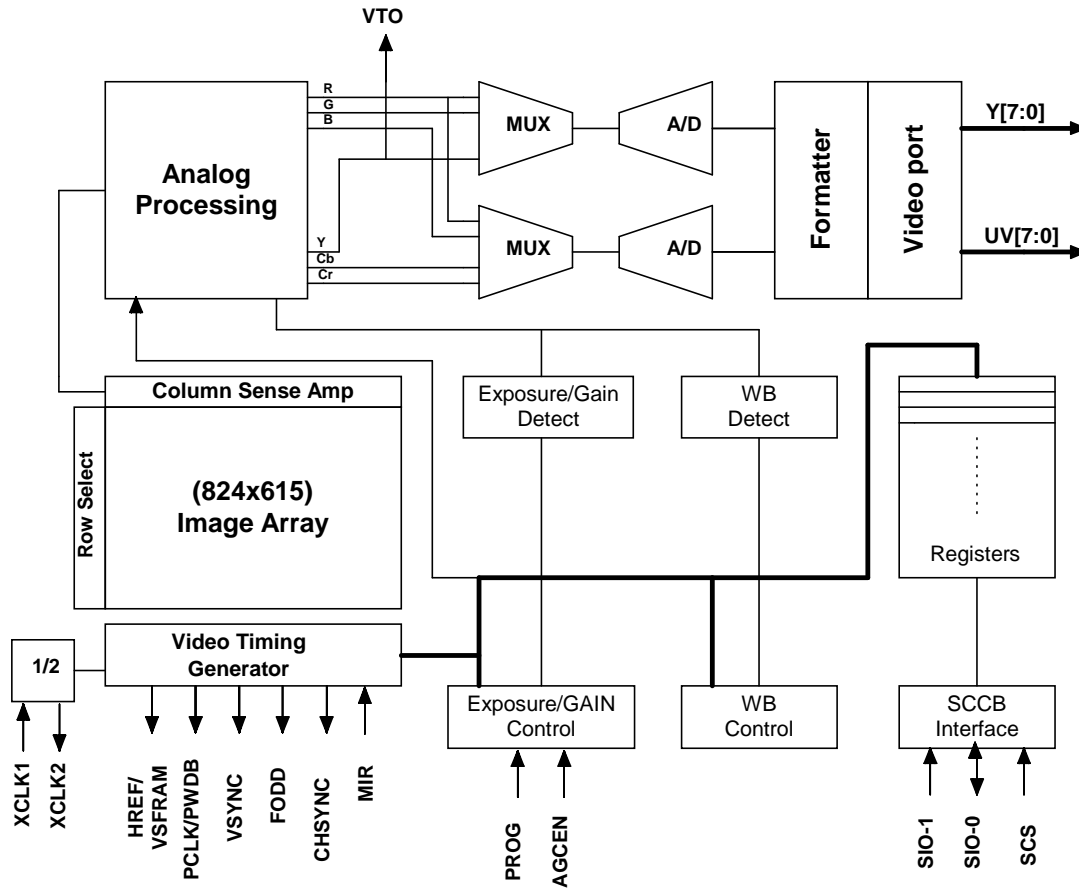 VTO
R
G
B
MUX
A/D
Formatter
Video port
Y[7:0]
Analog
Processing
Y
Cb
Cr
MUX
A/D
UV[7:0]
Column Sense Amp
Exposure/Gain
Detect
WB
Detect
Row Select
(824x615)
Image Array
Registers
1/2
Video Timing
Generator
Exposure/GAIN
Control
WB
Control
SCCB
Interface
XCLK1
XCLK2
HREF/
VSFRAM
PCLK/PWDB
VSYNC
FODD
CHSYNC
MIR
PROG
AGCEN
SIO-1
SIO-0
SCS